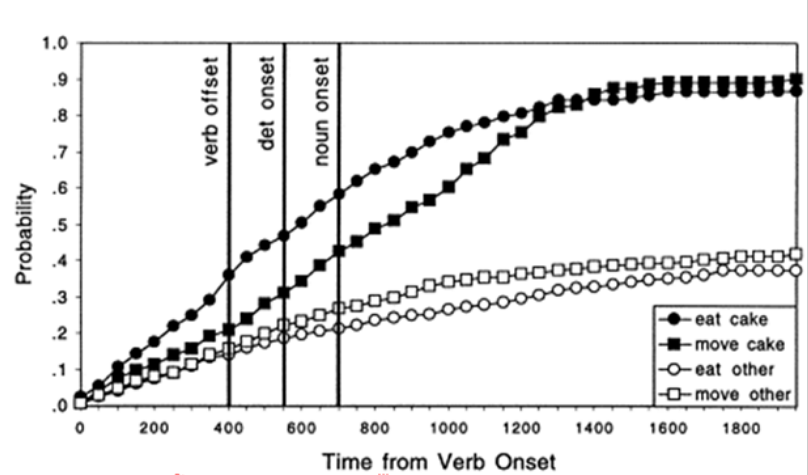 1.0
.9
.8
.7
.6
.5
.4
.3
.2
.1
.0
Probability
verb offset
det onset
noun onset
eat cake
move cake
eat other
move other
0 200 400 600 800 1000 1200 1400 1600 1800
Time from Verb Onset